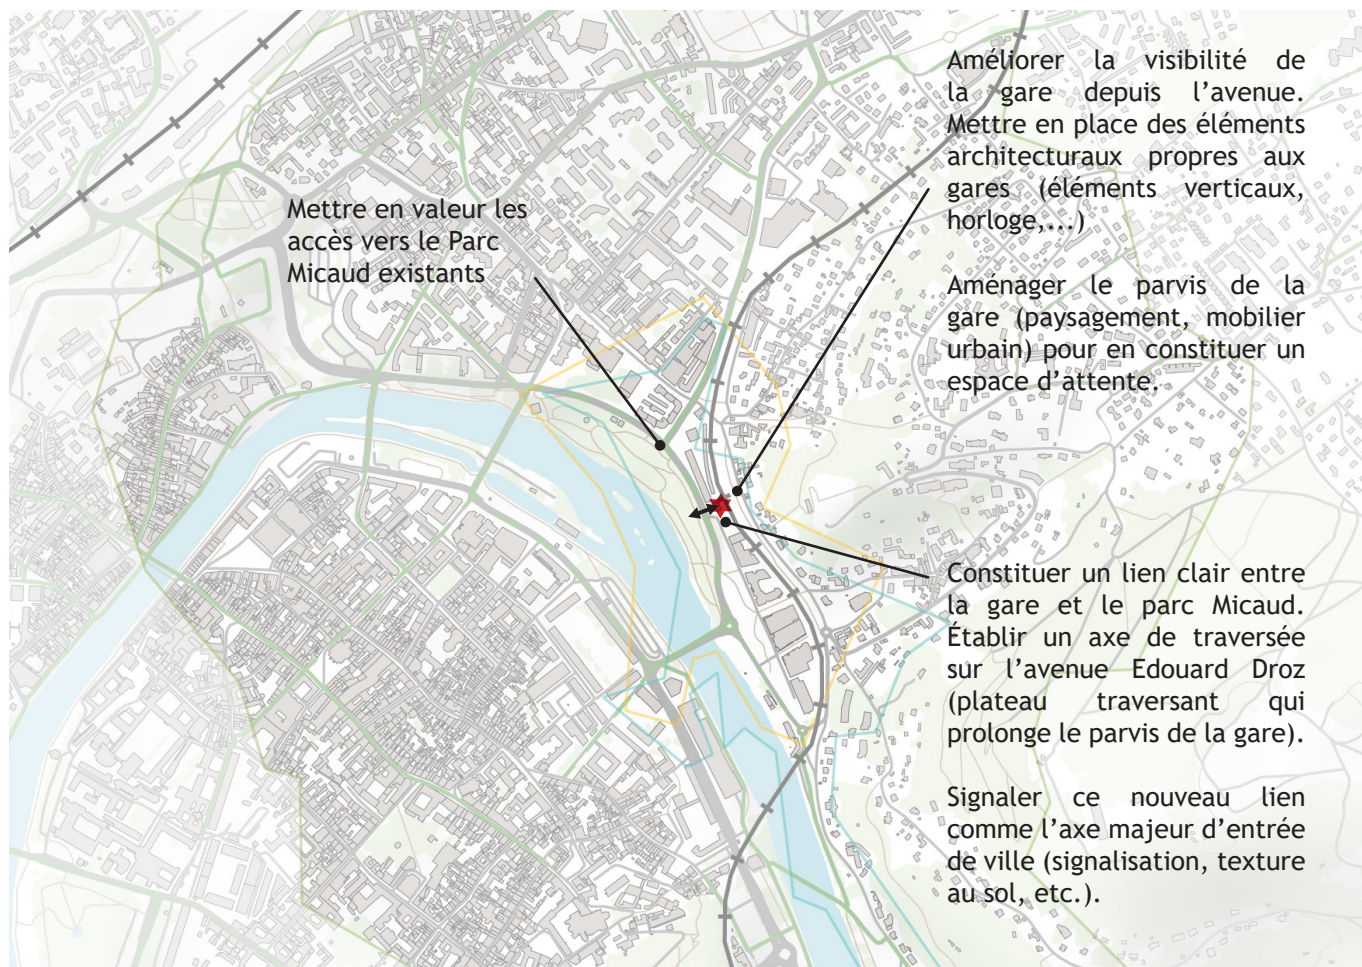 Mettre en valeur les
accès vers le Parc
Micaud existants
Améliorer la visibilité de
la gare depuis l’avenue.
Mettre en place des éléments
architecturaux propres aux
gares (éléments verticaux,
horloge,...)
Aménager le parvis de la
gare (paysagement, mobilier
urbain) pour en constituer un
espace d’attente.
Constituer un lien clair entre
la gare et le parc Micaud.
Établir un axe de traversée
sur l’avenue Edouard Droz
(plateau traversant qui
prolonge le parvis de la gare).
Signaler ce nouveau lien
comme l’axe majeur d’entrée
de ville (signalisation, texture
au sol, etc.).